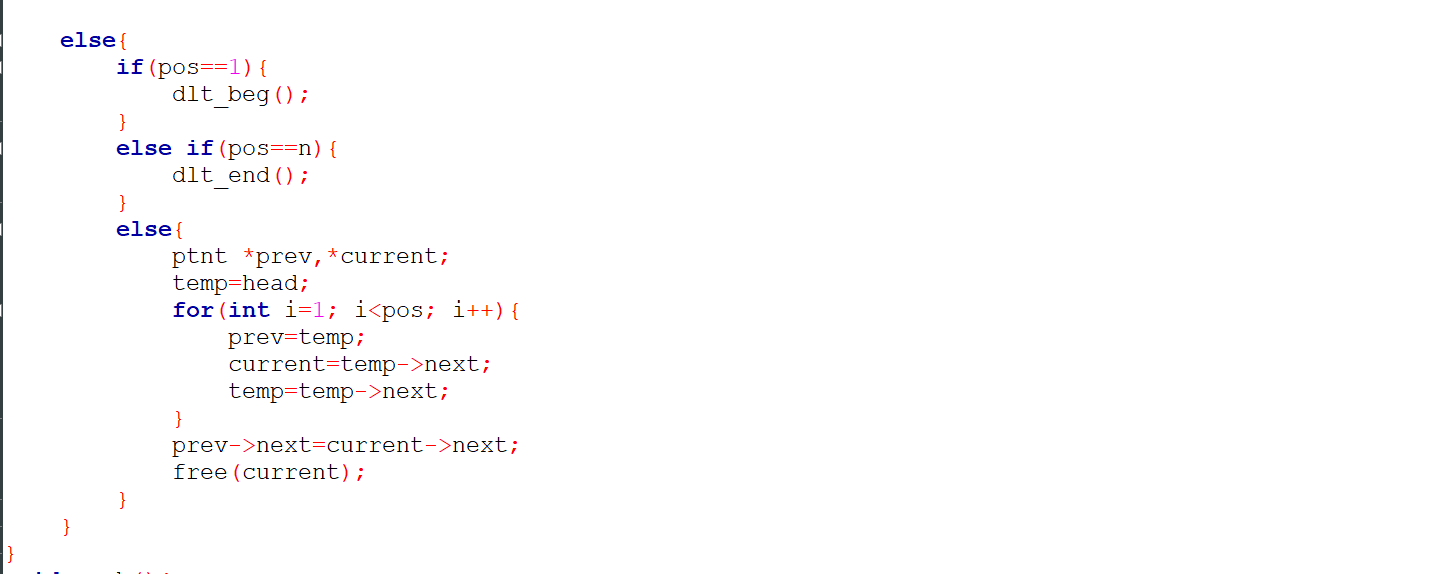 else{
if(pos==1){
dlt_beg();
}
else if(pos==n){
dlt_end();
}
else{
ptnt *prev,*current;
temp=head;
for(int i=1; i<pos; i++){
prev=temp;
current=temp->next;
temp=temp->next;
}
prev->next=current->next;
free(current);
}
}
}